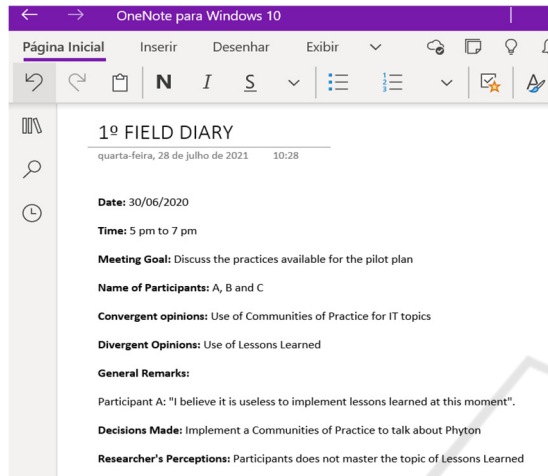 OneNote para Windows 10
Página Inicial Inserir Desenhar Exibir
N I S
1º FIELD DIARY
quarta-feira, 28 de julho de 2021 10:28
Date: 30/06/2020
Time: 5 pm to 7 pm
Meeting Goal: Discuss the practices available for the pilot plan
Name of Participants: A, B and C
Convergent opinions: Use of Communities of Practice for IT topics
Divergent Opinions: Use of Lessons Learned
General Remarks:
Participant A: "I believe it is useless to implement lessons learned at this moment".
Decisions Made: Implement a Communities of Practice to talk about Phyton
Researcher's Perceptions: Participants does not master the topic of Lessons Learned